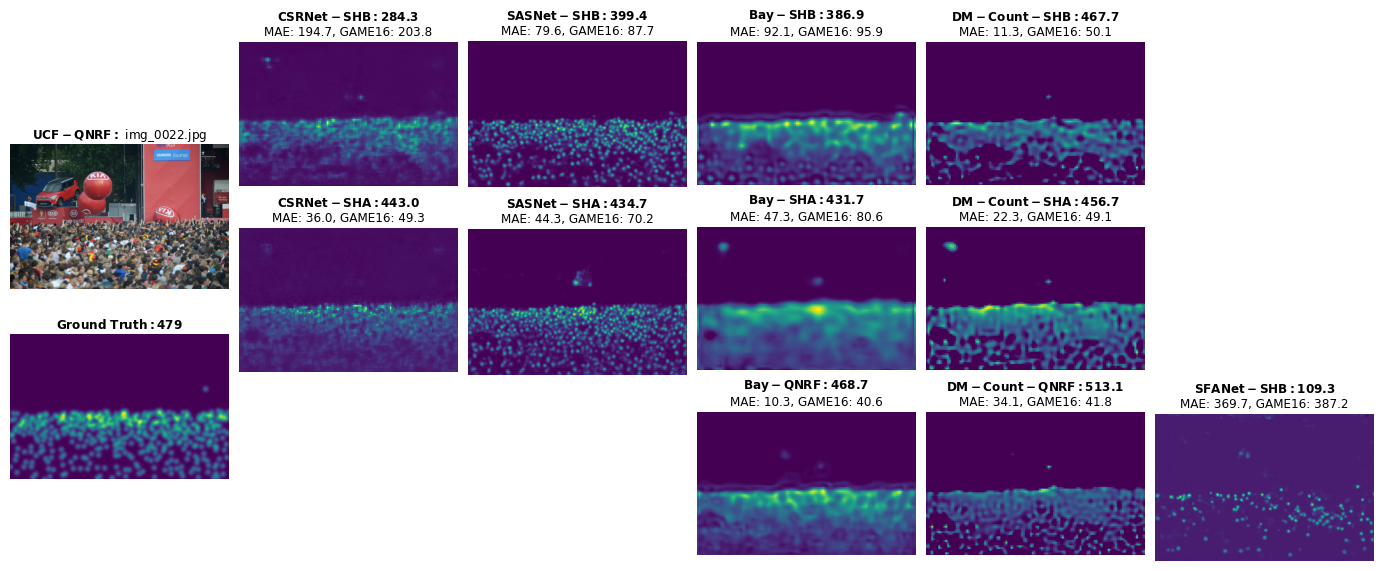 CSRNet−SHB: 284.3
MAE: 194.7, GAME16: 203.8
SASNet−SHB: 399.4
MAE: 79.6, GAME16: 87.7
Bay−SHB: 386.9
MAE: 92.1, GAME16: 95.9
DM−Count−SHB: 467.7
MAE: 11.3, GAME16: 50.1
UCF−QNRF: img_0022.jpg
KIA
KIA
CSRNet−SHA: 443.0
MAE: 36.0, GAME16: 49.3
SASNet−SHA: 434.7
MAE: 44.3, GAME16: 70.2
Bay−SHA: 431.7
MAE: 47.3, GAME16: 80.6
DM−Count−SHA: 456.7
MAE: 22.3, GAME16: 49.1
Ground Truth: 479
Bay−QNRF: 468.7
MAE: 10.3, GAME16: 40.6
DM−Count−QNRF: 513.1
MAE: 34.1, GAME16: 41.8
SFANet−SHB: 109.3
MAE: 369.7, GAME16: 387.2